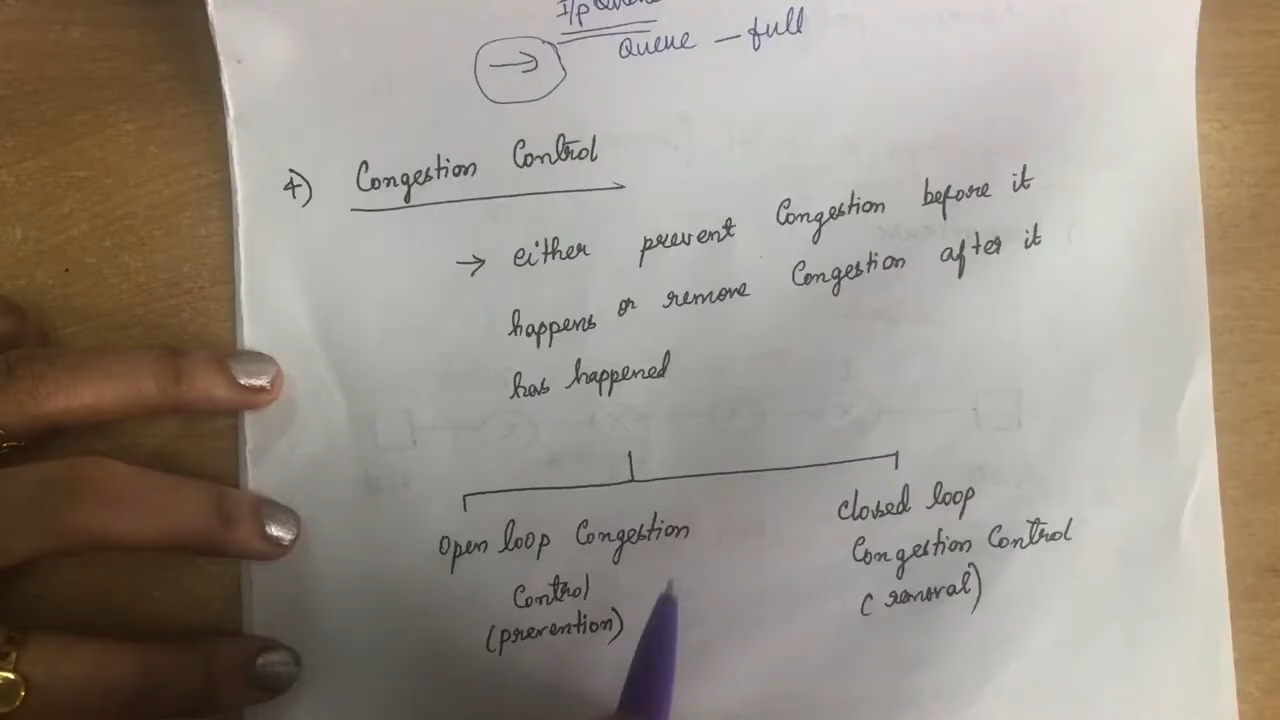 I/p Queue
→ Queue - full
4) Congestion Control
→ either prevent Congestion before it
happens or remove Congestion after it
has happened
Open loop Congestion
Control
(prevention)
Closed loop
Congestion Control
(removal)